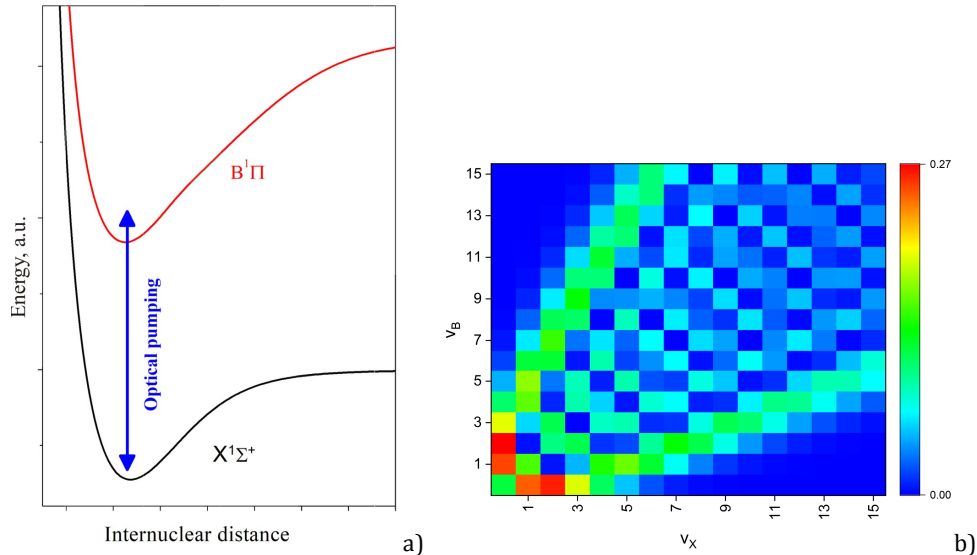 Energy, a.u.
B¹Π
Optical pumping
X¹Σ⁺
Internuclear distance
a)
0.27
0.00
15
13
11
9
7
5
3
1
v_B
1
3
5
7
9
11
13
15
v_X
b)